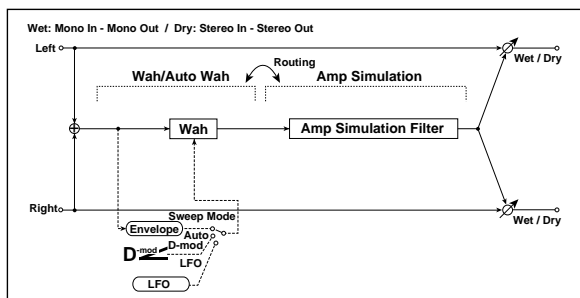 Wet: Mono In - Mono Out / Dry: Stereo In - Stereo Out
Left
Wet / Dry
Routing
Wah/Auto Wah
Amp Simulation
Wah
Amp Simulation Filter
Right
Wet / Dry
Sweep Mode
Envelope
Auto
D-mod
D-mod
LFO
LFO